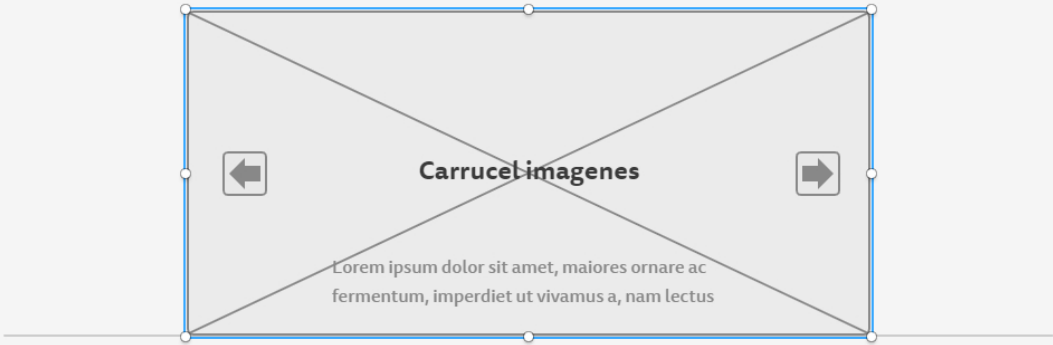 Carrucel imagenes
Lorem ipsum dolor sit amet, maiores ornare ac
fermentum, imperdiet ut vivamus a, nam lectus